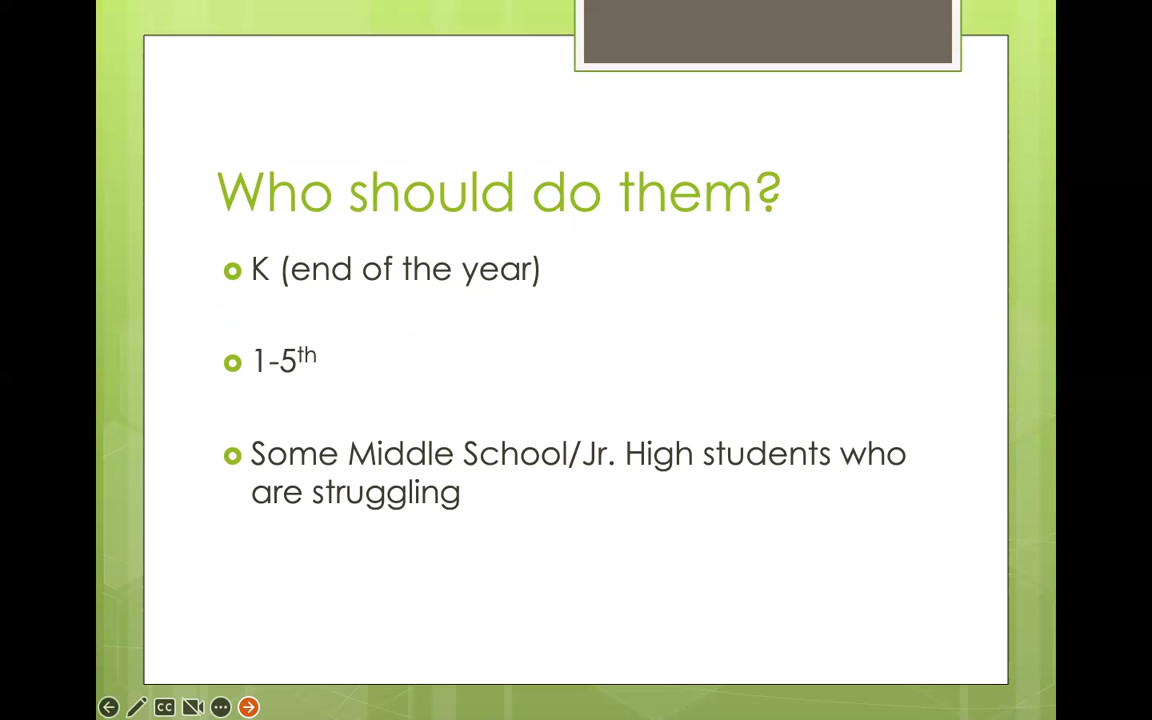 Who should do them?
K (end of the year)
1-5th
Some Middle School/Jr. High students who
are struggling
CC